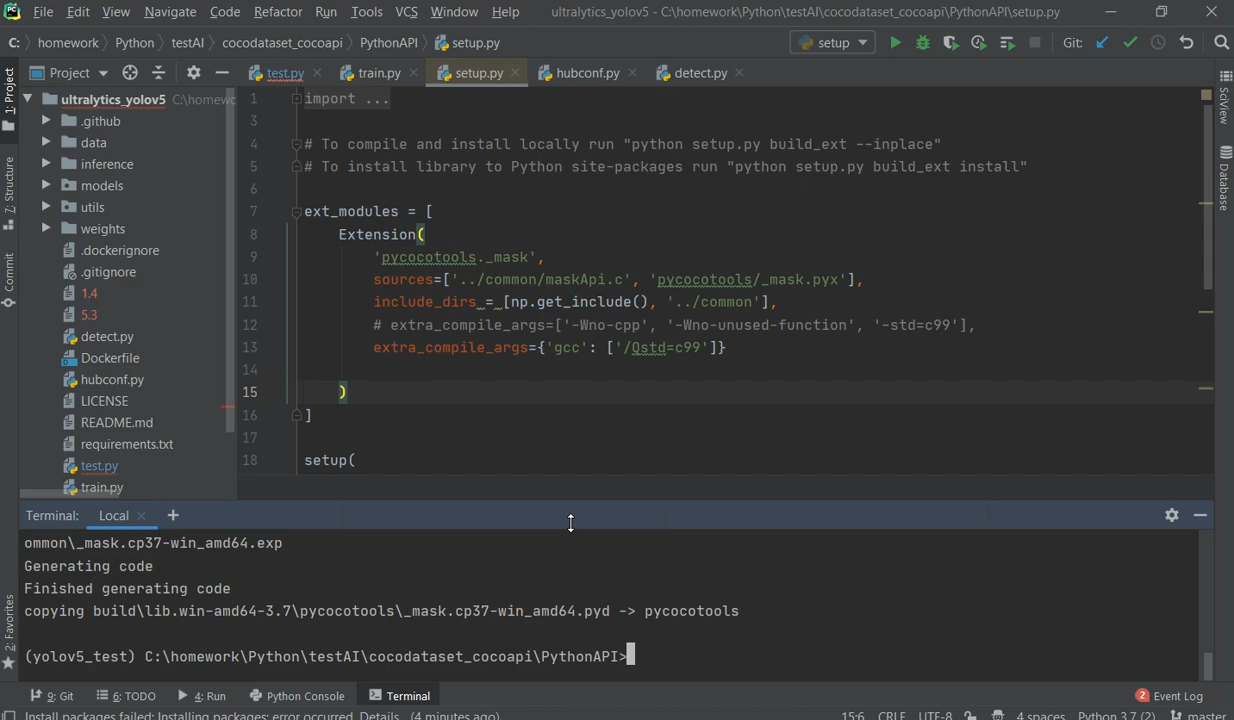 File Edit View Navigate Code Refactor Run Tools VCS Window Help ultralytics_yolov5 - C:\homework\Python\testAI\cocodataset_cocoapi\PythonAPI\setup.py
C: homework Python testAI cocodataset_cocoapi PythonAPI setup.py setup Git:
Project test.py train.py setup.py hubconf.py detect.py
1: Project
7: Structure
Commit
2: Favorites
SciView
Database
ultralytics_yolov5 C:\homewo
.github
data
inference
models
utils
weights
.dockerignore
.gitignore
1.4
5.3
detect.py
Dockerfile
hubconf.py
LICENSE
README.md
requirements.txt
test.py
train.py
1 import ...
3
4 # To compile and install locally run "python setup.py build_ext --inplace"
5 # To install library to Python site-packages run "python setup.py build_ext install"
6
7 ext_modules = [
8 Extension(
9 'pycocotools._mask',
10 sources=['../common/maskApi.c', 'pycocotools/_mask.pyx'],
11 include_dirs = [np.get_include(), '../common'],
12 # extra_compile_args=['-Wno-cpp', '-Wno-unused-function', '-std=c99'],
13 extra_compile_args={'gcc': ['/Qstd=c99']}
14
15 )
16 ]
17
18 setup(
Terminal: Local
ommon\_mask.cp37-win_amd64.exp
Generating code
Finished generating code
copying build\lib.win-amd64-3.7\pycocotools\_mask.cp37-win_amd64.pyd -> pycocotools
(yolov5_test) C:\homework\Python\testAI\cocodataset_cocoapi\PythonAPI>
9: Git 6: TODO 4: Run Python Console Terminal 2 Event Log
Install packages failed: Installing packages: error occurred. Details... (4 minutes ago) 15:6 CRLF UTF-8 4 spaces Python 3.7 (2) master